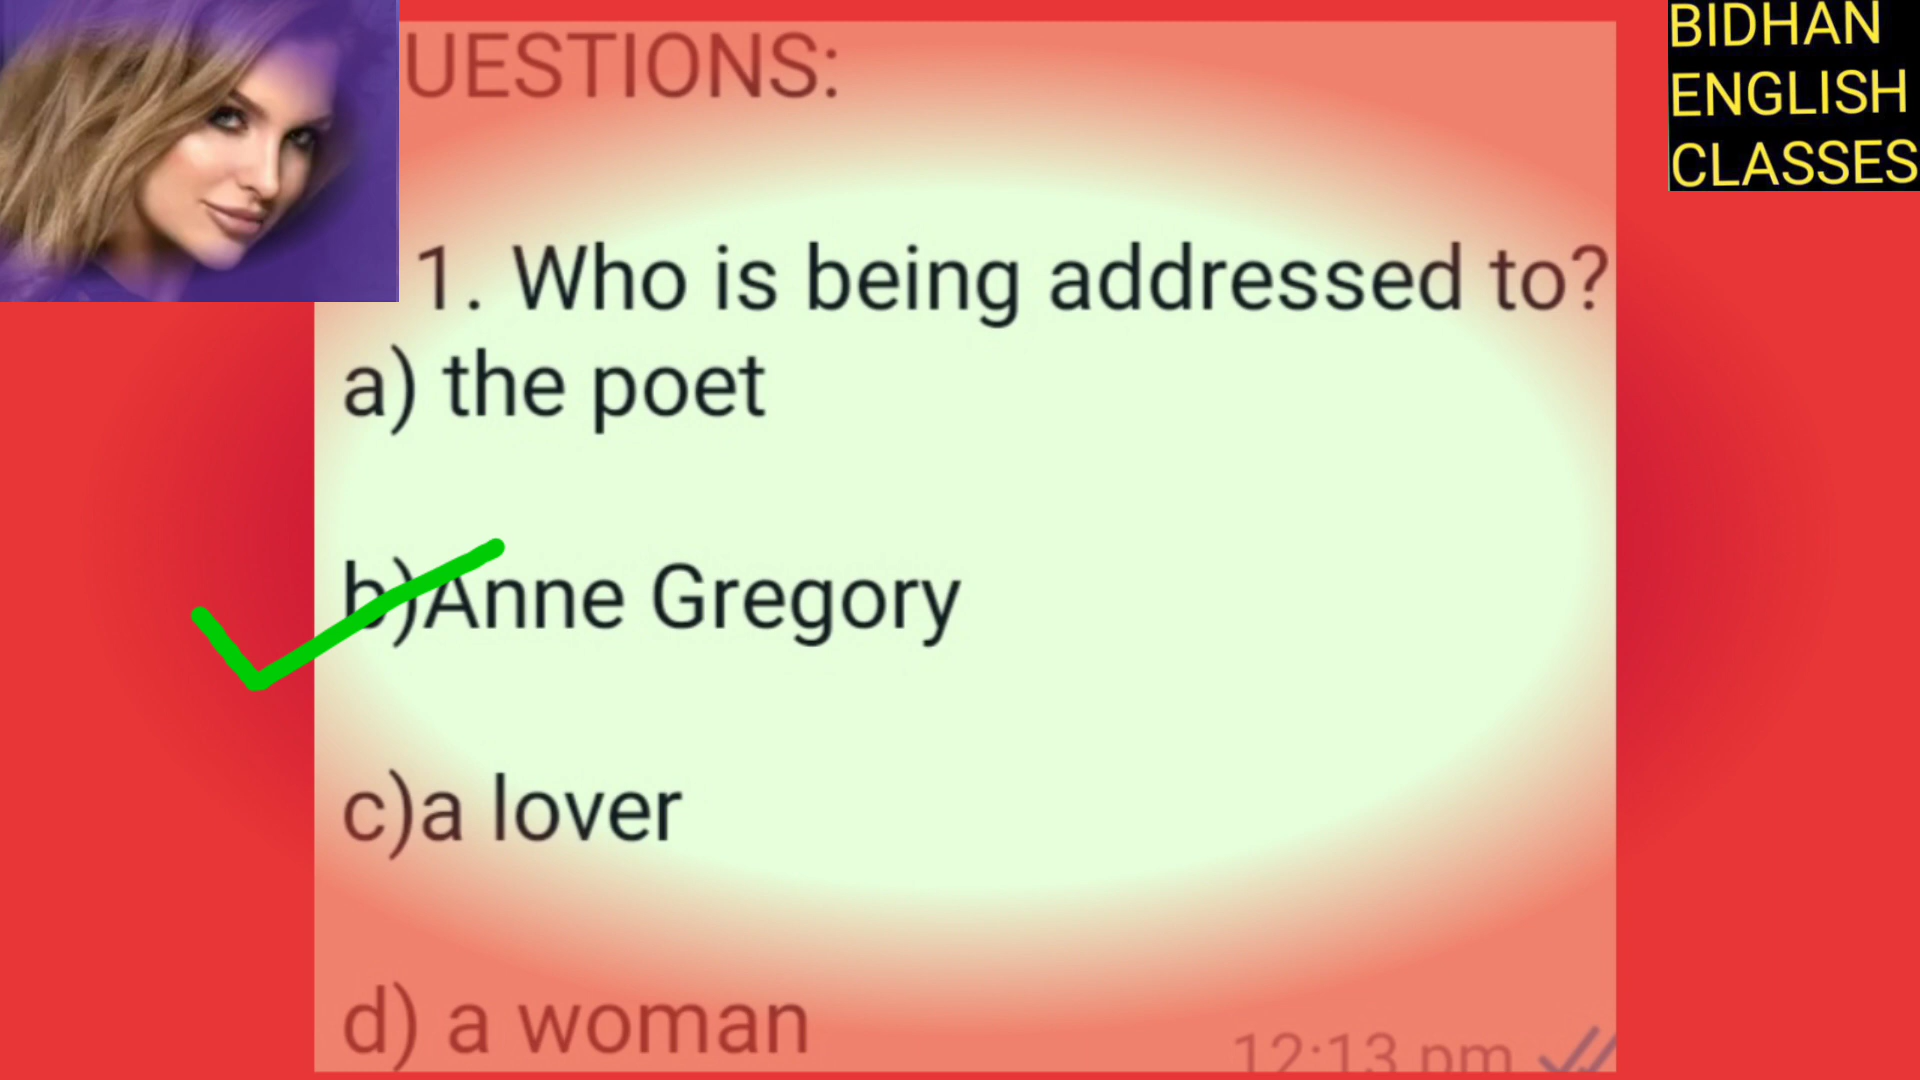 UESTIONS:
BIDHAN
ENGLISH
CLASSES
1. Who is being addressed to?
a) the poet
b)Anne Gregory
c)a lover
d) a woman
12:13 pm